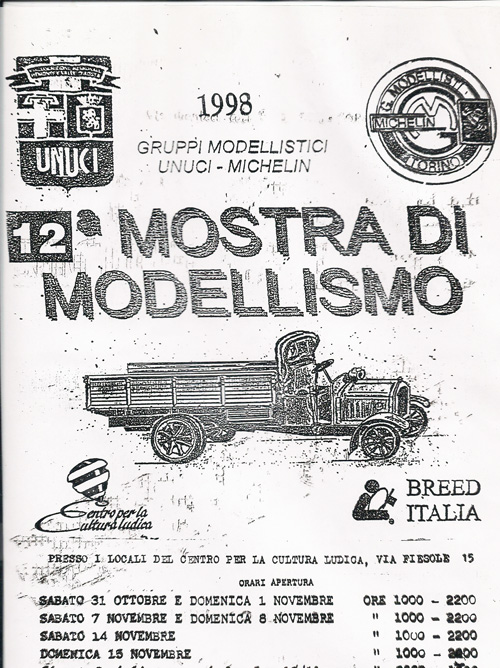 UNUCI
1998
GRUPPI MODELLISTICI
UNUCI - MICHELIN
G. MODELLISTI
MICHELIN
TORINO
12ª MOSTRA DI
MODELLISMO
Centro per la
Cultura ludica
BREED
ITALIA
PRESSO I LOCALI DEL CENTRO PER LA CULTURA LUDICA, VIA FIESOLE 15
ORARI APERTURA
SABATO 31 OTTOBRE E DOMENICA 1 NOVEMBRE ORE 1000 - 2200
SABATO 7 NOVEMBRE E DOMENICA 8 NOVEMBRE " 1000 - 2200
SABATO 14 NOVEMBRE " 1000 - 2200
DOMENICA 15 NOVEMBRE " 1000 -